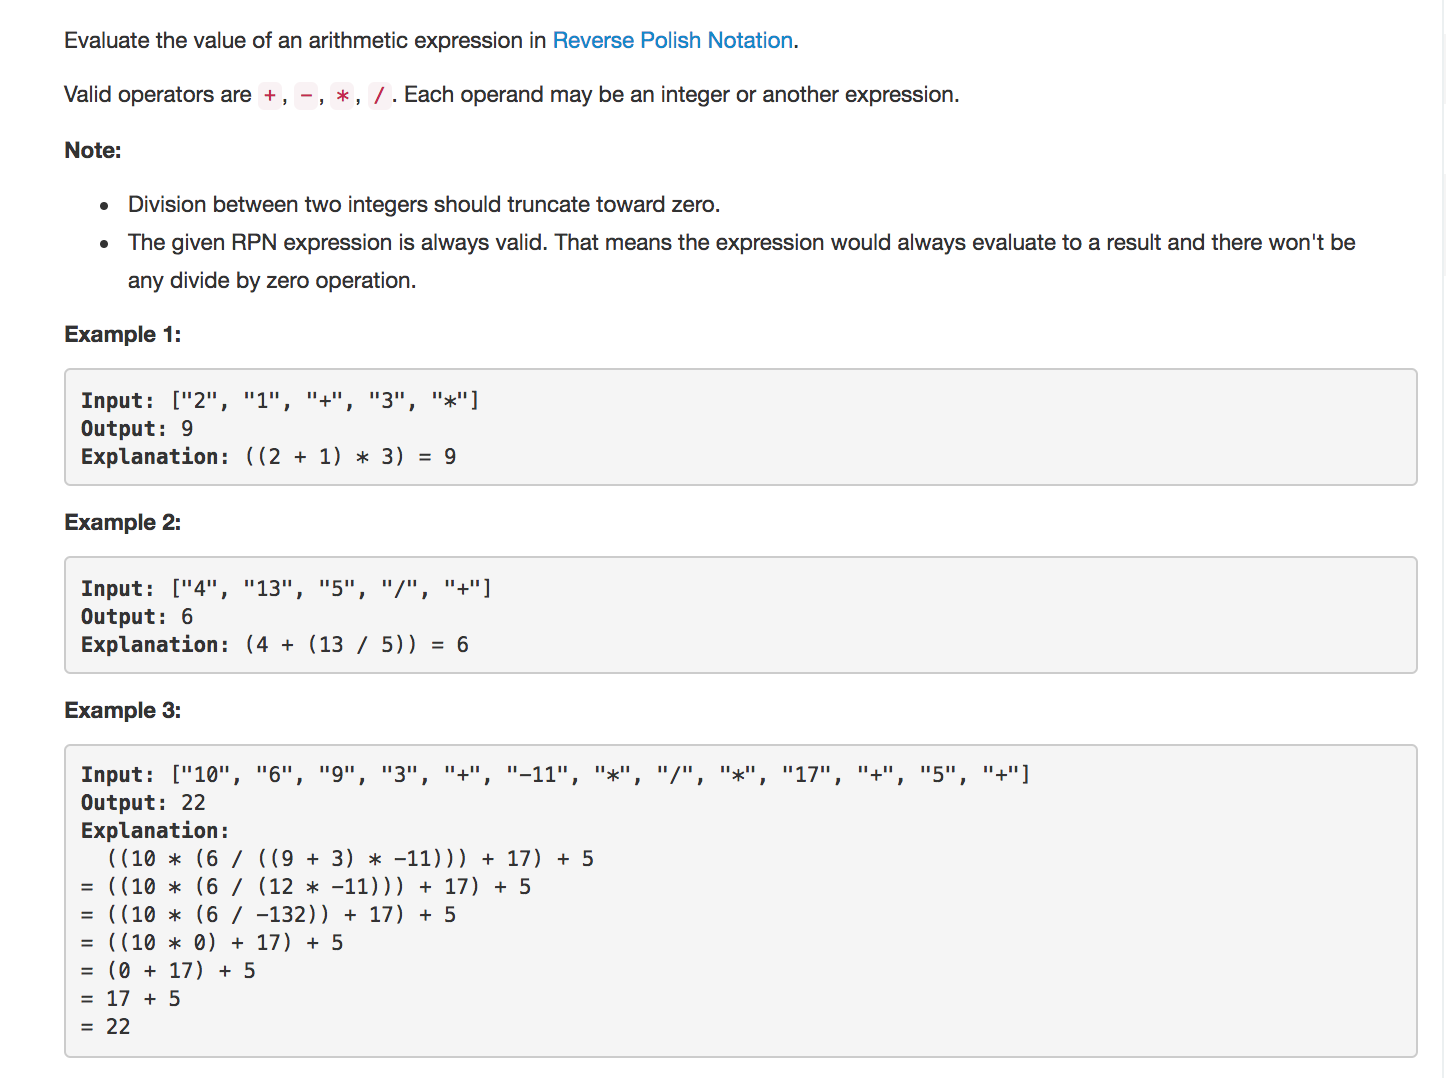 Evaluate the value of an arithmetic expression in Reverse Polish Notation.
Valid operators are +, -, *, /. Each operand may be an integer or another expression.
Note:
• Division between two integers should truncate toward zero.
• The given RPN expression is always valid. That means the expression would always evaluate to a result and there won't be
any divide by zero operation.
Example 1:
Input: ["2", "1", "+", "3", "*"]
Output: 9
Explanation: ((2 + 1) * 3) = 9
Example 2:
Input: ["4", "13", "5", "/", "+"]
Output: 6
Explanation: (4 + (13 / 5)) = 6
Example 3:
Input: ["10", "6", "9", "3", "+", "-11", "*", "/", "*", "17", "+", "5", "+"]
Output: 22
Explanation:
  ((10 * (6 / ((9 + 3) * -11))) + 17) + 5
= ((10 * (6 / (12 * -11))) + 17) + 5
= ((10 * (6 / -132)) + 17) + 5
= ((10 * 0) + 17) + 5
= (0 + 17) + 5
= 17 + 5
= 22